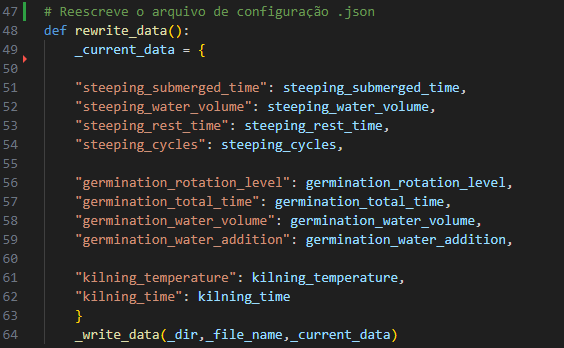 47 # Reescreve o arquivo de configuração .json
48 def rewrite_data():
49     _current_data = {
50
51     "steeping_submerged_time": steeping_submerged_time,
52     "steeping_water_volume": steeping_water_volume,
53     "steeping_rest_time": steeping_rest_time,
54     "steeping_cycles": steeping_cycles,
55
56     "germination_rotation_level": germination_rotation_level,
57     "germination_total_time": germination_total_time,
58     "germination_water_volume": germination_water_volume,
59     "germination_water_addition": germination_water_addition,
60
61     "kilning_temperature": kilning_temperature,
62     "kilning_time": kilning_time
63     }
64     _write_data(_dir,_file_name,_current_data)